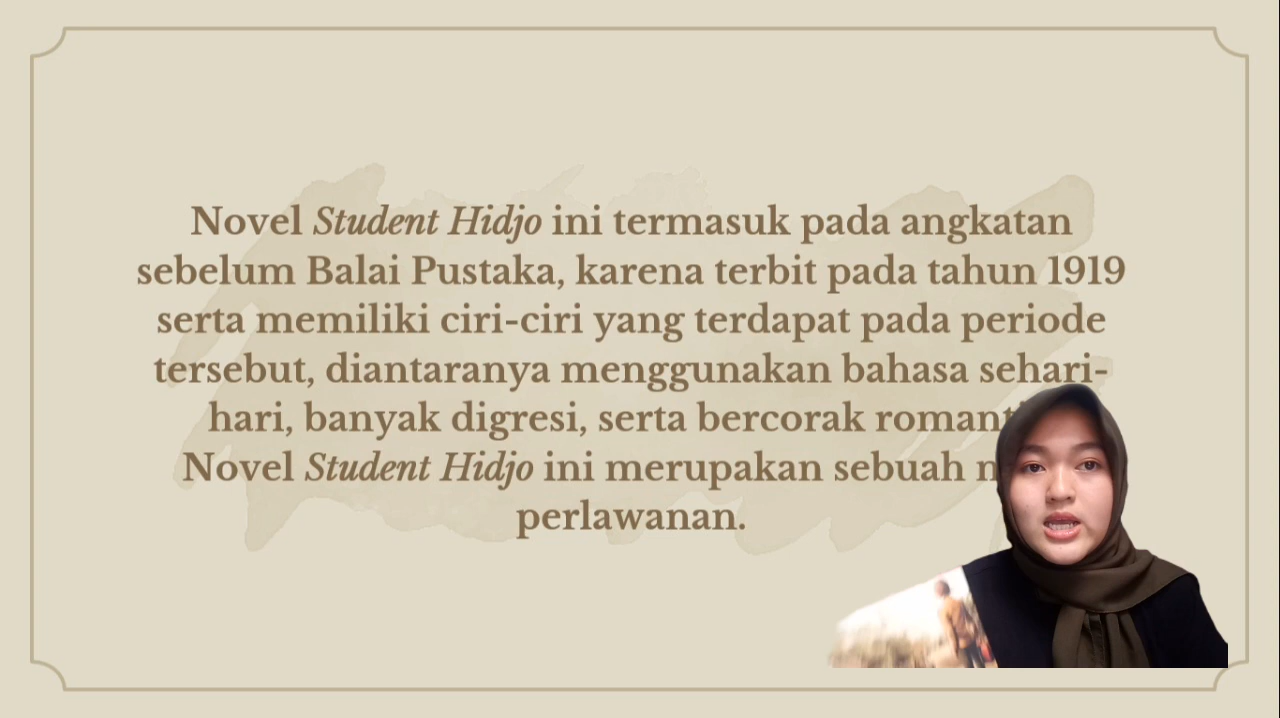 Novel Student Hidjo ini termasuk pada angkatan
sebelum Balai Pustaka, karena terbit pada tahun 1919
serta memiliki ciri-ciri yang terdapat pada periode
tersebut, diantaranya menggunakan bahasa sehari-
hari, banyak digresi, serta bercorak
Novel Student Hidjo ini merupakan sebuah
perlawanan.